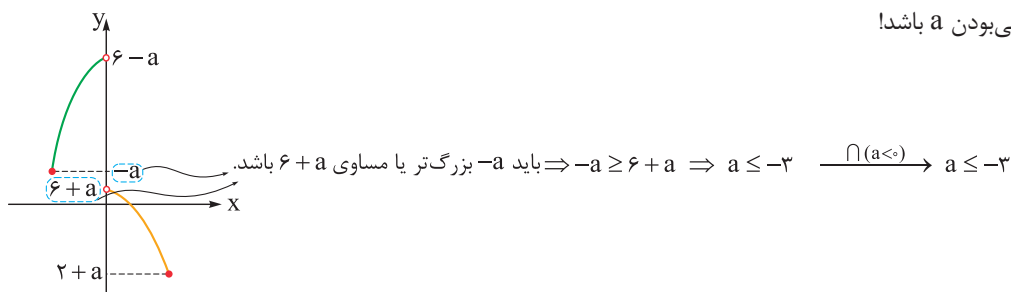 ی‌بودن a باشد!
y
۶ − a
−a
باید −a بزرگ‌تر یا مساوی ۶ + a باشد. ⇒ −a ≥ ۶ + a ⇒ a ≤ −۳ ∩(a<۰)⟶ a ≤ −۳
۶ + a
x
۲ + a